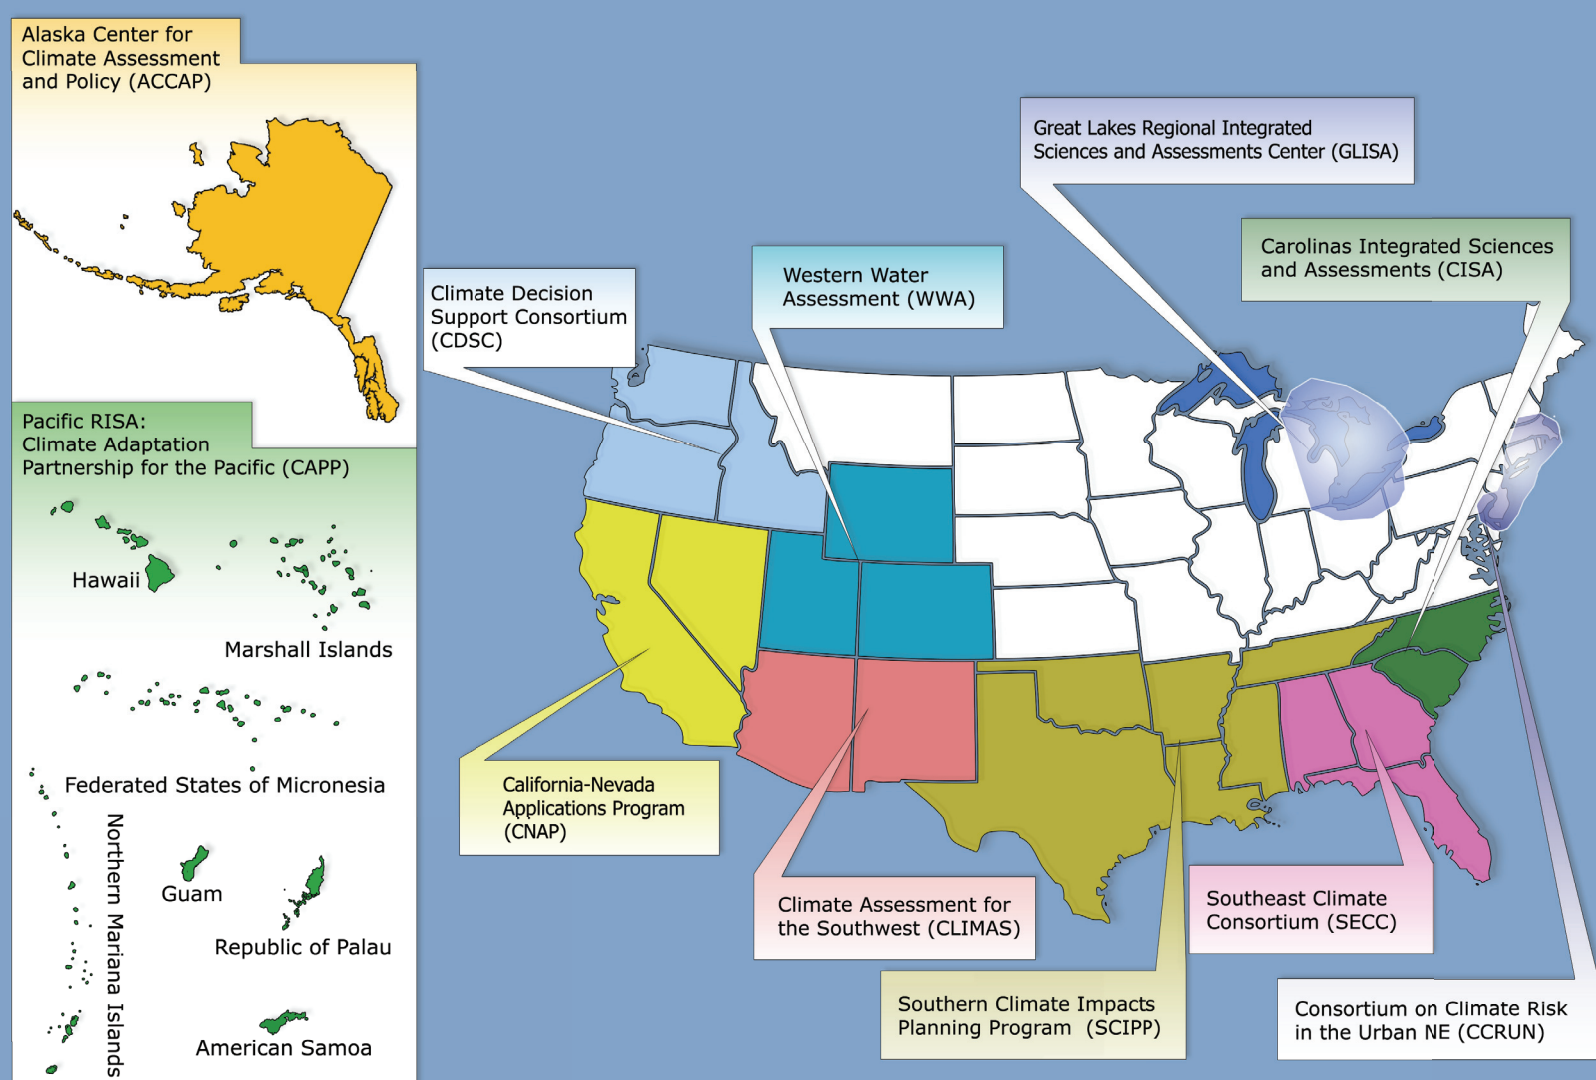 Alaska Center for
Climate Assessment
and Policy (ACCAP)
Pacific RISA:
Climate Adaptation
Partnership for the Pacific (CAPP)
Hawaii
Marshall Islands
Federated States of Micronesia
Northern Mariana Islands
Guam
Republic of Palau
American Samoa
Climate Decision
Support Consortium
(CDSC)
Western Water
Assessment (WWA)
Great Lakes Regional Integrated
Sciences and Assessments Center (GLISA)
Carolinas Integrated Sciences
and Assessments (CISA)
California-Nevada
Applications Program
(CNAP)
Climate Assessment for
the Southwest (CLIMAS)
Southern Climate Impacts
Planning Program (SCIPP)
Southeast Climate
Consortium (SECC)
Consortium on Climate Risk
in the Urban NE (CCRUN)